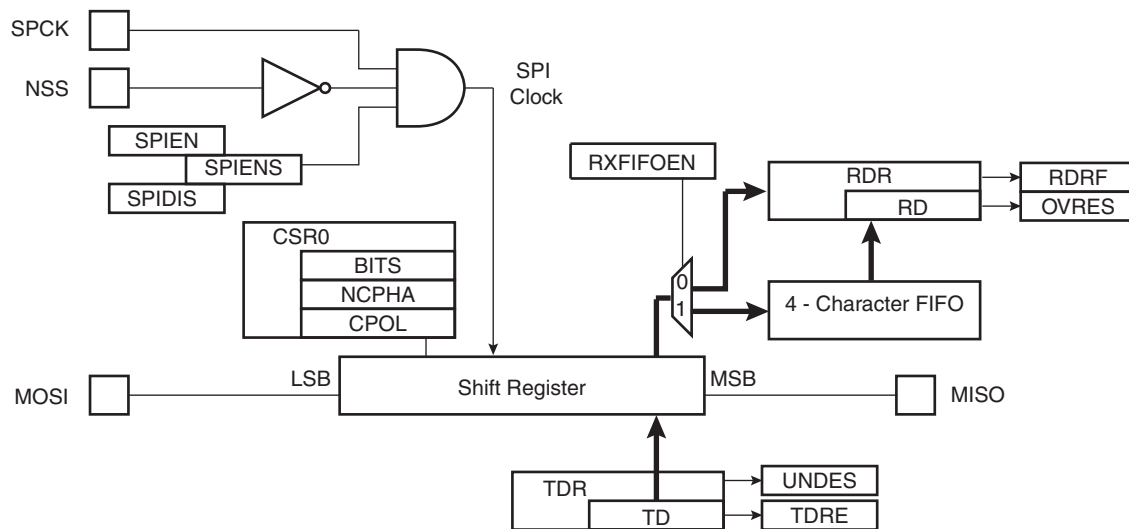 SPCK
NSS
SPI
Clock
SPIEN
SPIENS
SPIDIS
RXFIFOEN
RDR
RD
RDRF
OVRES
CSR0
BITS
NCPHA
CPOL
0
1
4 - Character FIFO
MOSI
LSB
Shift Register
MSB
MISO
TDR
TD
UNDES
TDRE